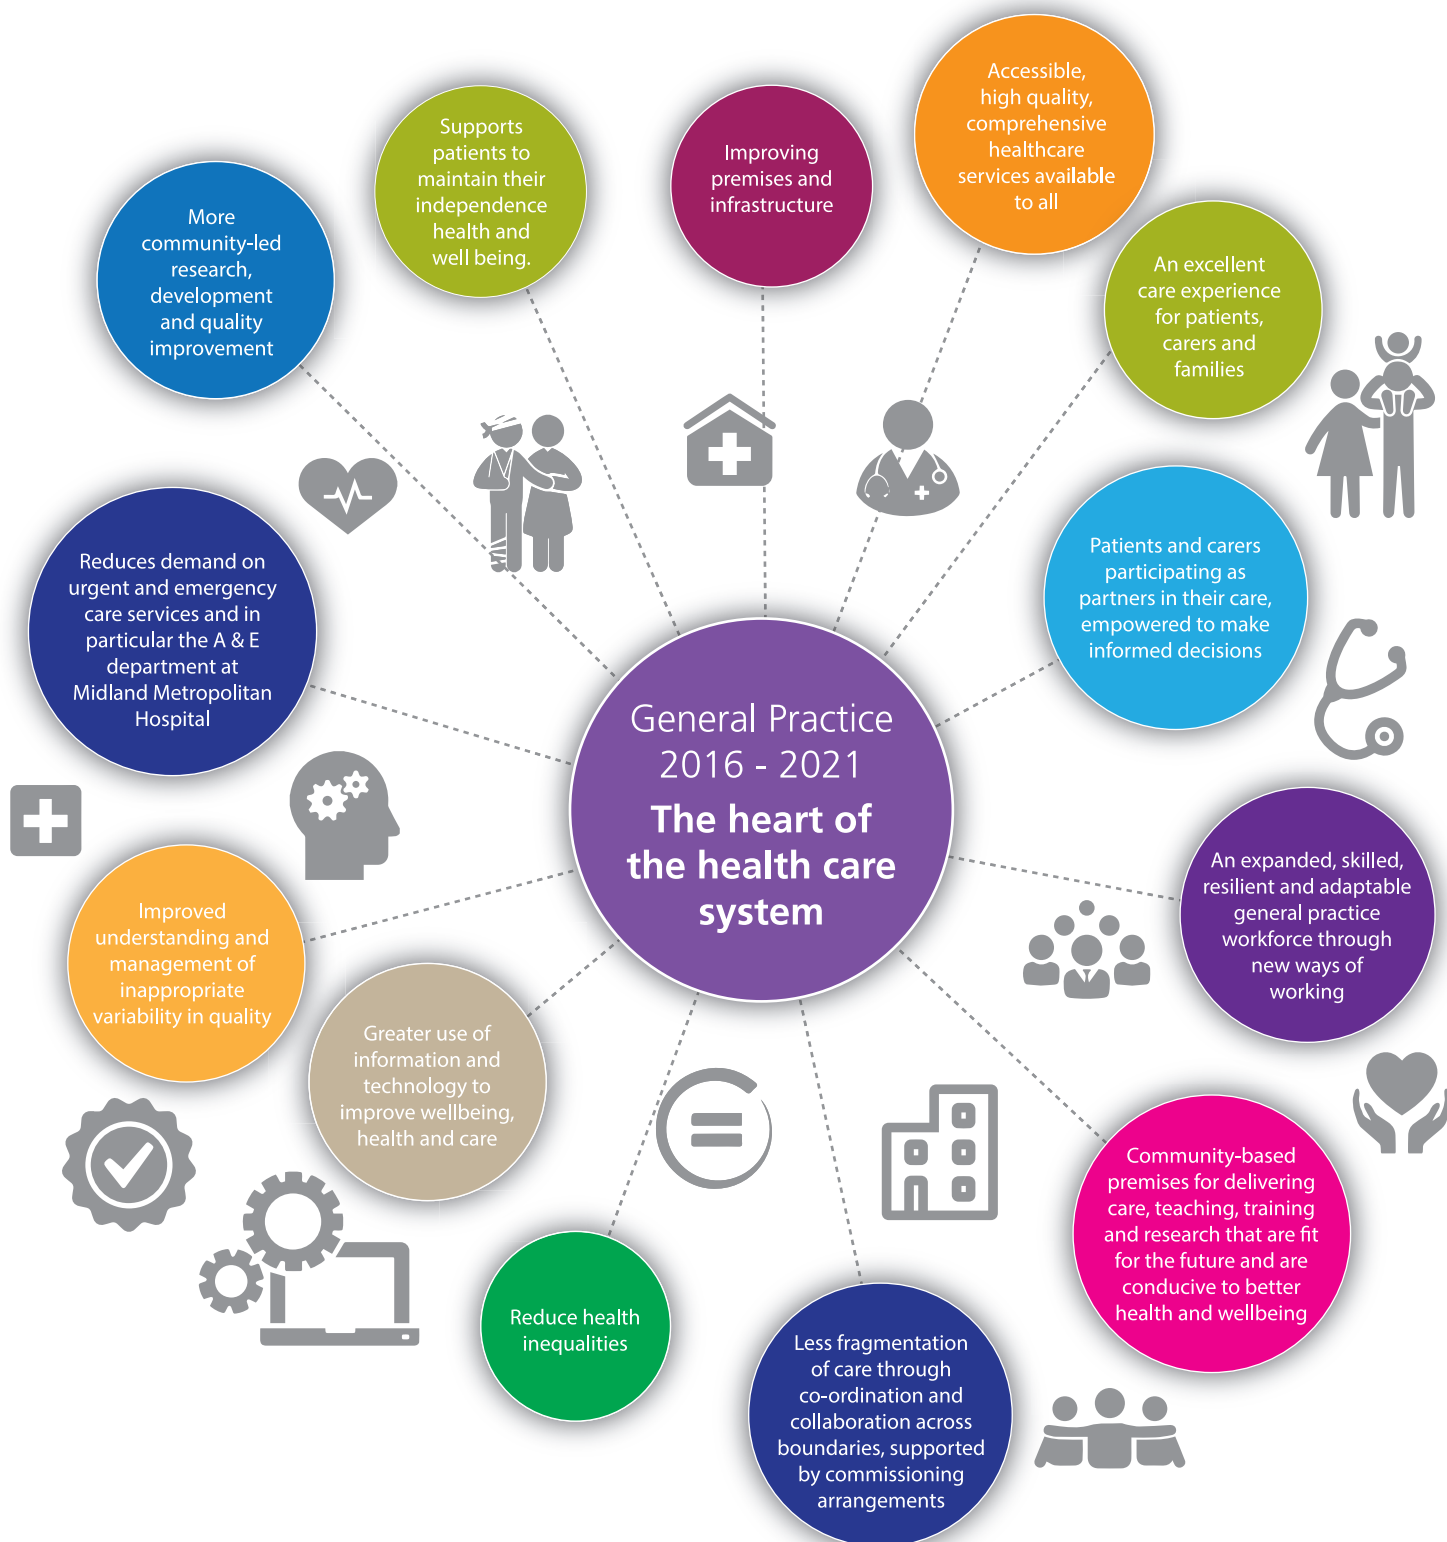 General Practice
2016 - 2021
The heart of
the health care
system
Improving
premises and
infrastructure
Accessible,
high quality,
comprehensive
healthcare
services available
to all
An excellent
care experience
for patients,
carers and
families
Patients and carers
participating as
partners in their care,
empowered to make
informed decisions
An expanded, skilled,
resilient and adaptable
general practice
workforce through
new ways of
working
Community-based
premises for delivering
care, teaching, training
and research that are fit
for the future and are
conducive to better
health and wellbeing
Less fragmentation
of care through
co-ordination and
collaboration across
boundaries, supported
by commissioning
arrangements
Reduce health
inequalities
Greater use of
information and
technology to
improve wellbeing,
health and care
Improved
understanding and
management of
inappropriate
variability in quality
Reduces demand on
urgent and emergency
care services and in
particular the A & E
department at
Midland Metropolitan
Hospital
More
community-led
research,
development
and quality
improvement
Supports
patients to
maintain their
independence
health and
well being.